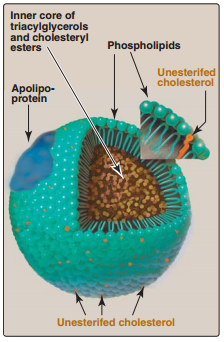 Inner core of
triacylglycerols
and cholesteryl
esters
Phospholipids
Unesterifed
cholesterol
Apolipo-
protein
Unesterifed cholesterol